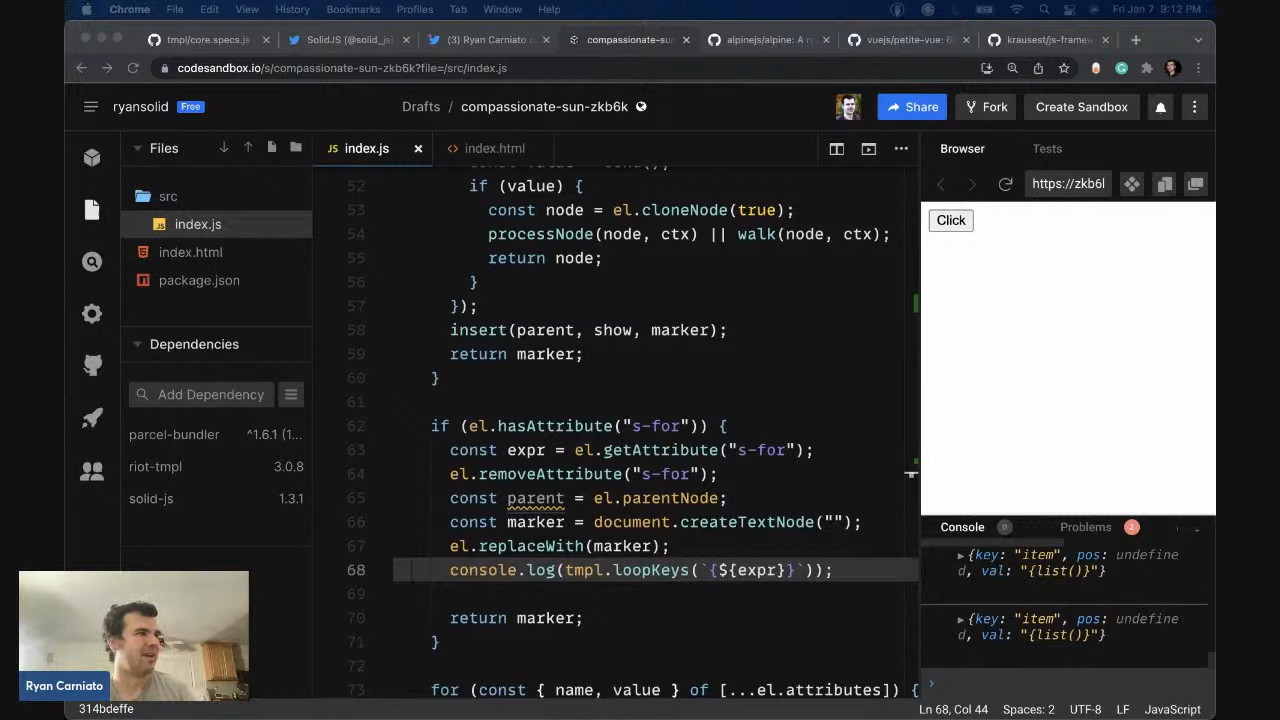 Chrome File Edit View History Bookmarks Profiles Tab Window Help Fri Jan 7 9:12 PM
tmpl/core.specs.js SolidJS (@solid_js (3) Ryan Carniato compassionate-sun alpinejs/alpine: A r vuejs/petite-vue: 6 krausest/js-framew
codesandbox.io/s/compassionate-sun-zkb6k?file=/src/index.js
ryansolid Free Drafts / compassionate-sun-zkb6k Share Fork Create Sandbox
Files
src
index.js
index.html
package.json
Dependencies
Add Dependency
parcel-bundler ^1.6.1 (1...
riot-tmpl 3.0.8
solid-js 1.3.1
index.js index.html
52 if (value) {
53 const node = el.cloneNode(true);
54 processNode(node, ctx) || walk(node, ctx);
55 return node;
56 }
57 });
58 insert(parent, show, marker);
59 return marker;
60 }
61
62 if (el.hasAttribute("s-for")) {
63 const expr = el.getAttribute("s-for");
64 el.removeAttribute("s-for");
65 const parent = el.parentNode;
66 const marker = document.createTextNode("");
67 el.replaceWith(marker);
68 console.log(tmpl.loopKeys(`{${expr}}`));
69
70 return marker;
71 }
72
73 for (const { name, value } of [...el.attributes]) {
Browser Tests
https://zkb6l
Click
Console 0 Problems 2
{key: "item", pos: undefine
d, val: "{list()}"}
{key: "item", pos: undefine
d, val: "{list()}"}
Ryan Carniato
314bdeffe
Ln 68, Col 44 Spaces: 2 UTF-8 LF JavaScript